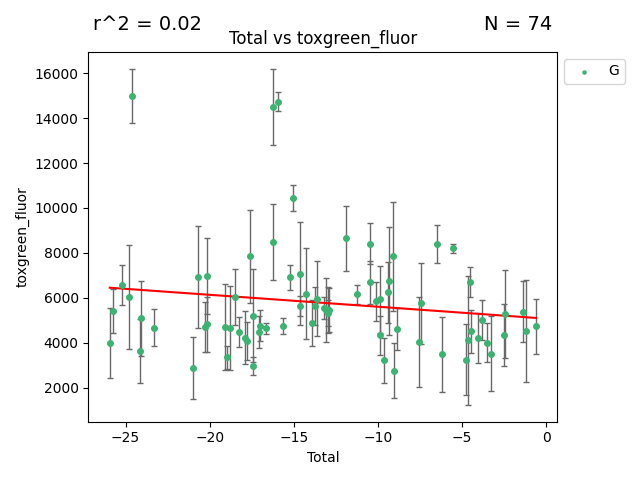 r^2 = 0.02
N = 74
Total vs toxgreen_fluor
G
16000
14000
12000
10000
8000
6000
4000
2000
toxgreen_fluor
−25
−20
−15
−10
−5
0
Total